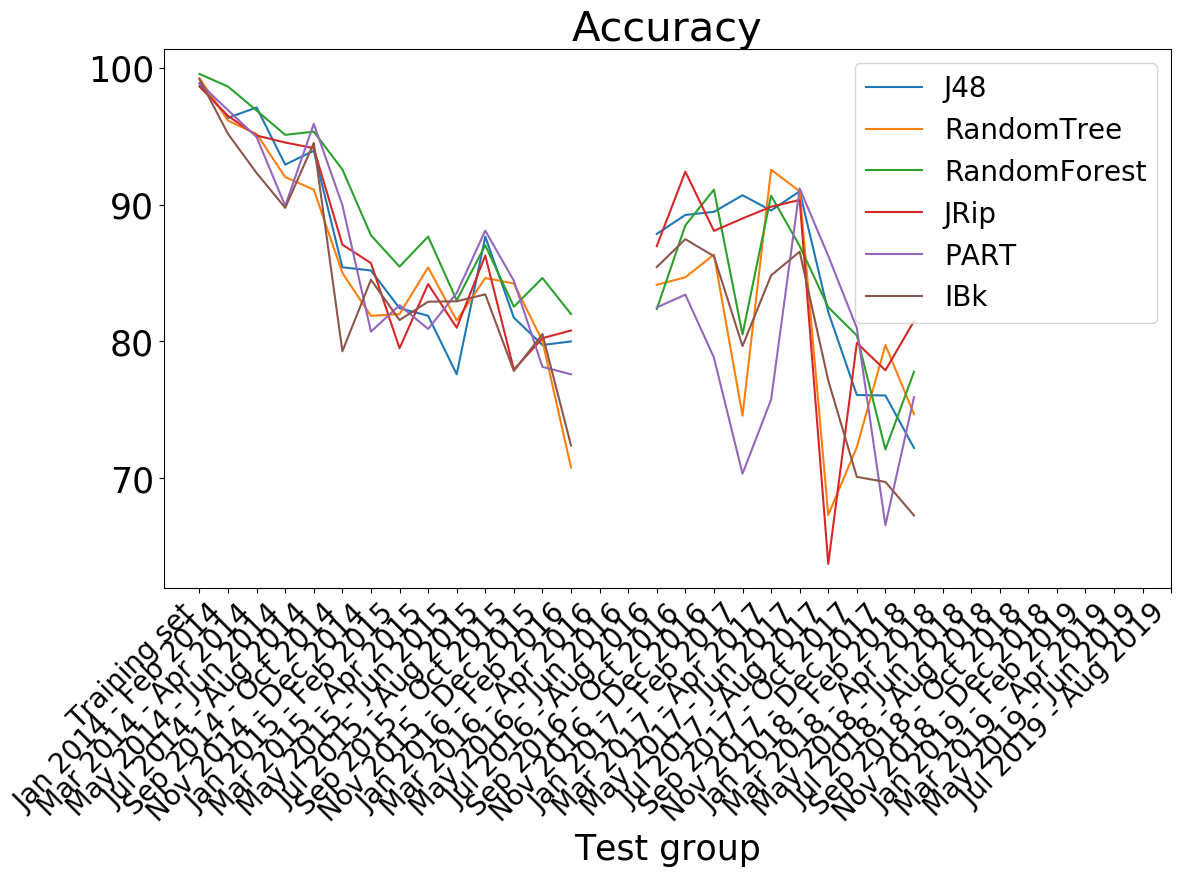 Accuracy
100
90
80
70
J48
RandomTree
RandomForest
JRip
PART
IBk
Training set
Jan 2014 - Feb 2014
Mar 2014 - Apr 2014
May 2014 - Jun 2014
Jul 2014 - Aug 2014
Sep 2014 - Oct 2014
Nov 2014 - Dec 2014
Jan 2015 - Feb 2015
Mar 2015 - Apr 2015
May 2015 - Jun 2015
Jul 2015 - Aug 2015
Sep 2015 - Oct 2015
Nov 2015 - Dec 2015
Jan 2016 - Feb 2016
Mar 2016 - Apr 2016
May 2016 - Jun 2016
Jul 2016 - Aug 2016
Sep 2016 - Oct 2016
Nov 2016 - Dec 2016
Jan 2017 - Feb 2017
Mar 2017 - Apr 2017
May 2017 - Jun 2017
Jul 2017 - Aug 2017
Sep 2017 - Oct 2017
Nov 2017 - Dec 2017
Jan 2018 - Feb 2018
Mar 2018 - Apr 2018
May 2018 - Jun 2018
Jul 2018 - Aug 2018
Sep 2018 - Oct 2018
Nov 2018 - Dec 2018
Jan 2019 - Feb 2019
Mar 2019 - Apr 2019
May 2019 - Jun 2019
Jul 2019 - Aug 2019
Test group